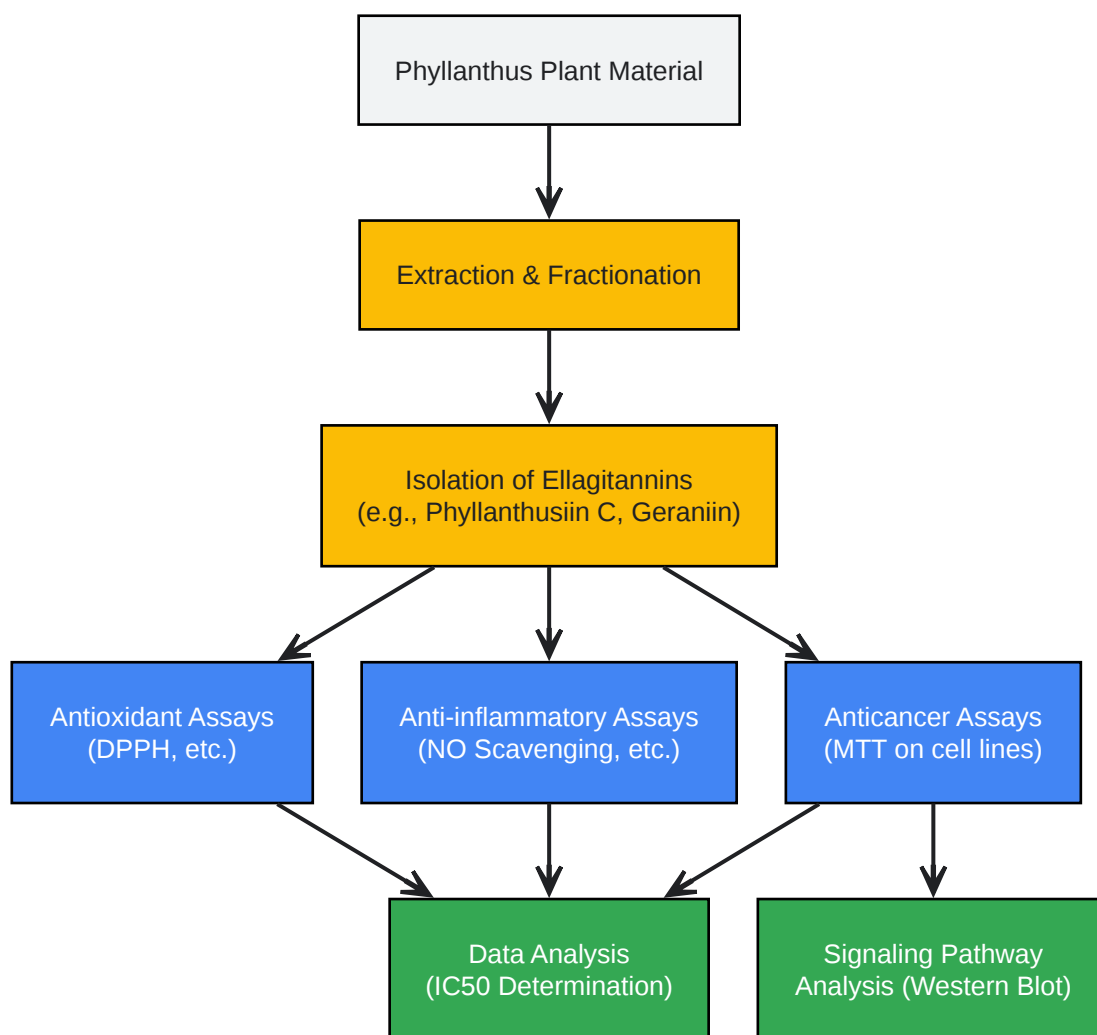 Phyllanthus Plant Material
Extraction & Fractionation
Isolation of Ellagitannins
(e.g., Phyllanthusiin C, Geraniin)
Antioxidant Assays
(DPPH, etc.)
Anti-inflammatory Assays
(NO Scavenging, etc.)
Anticancer Assays
(MTT on cell lines)
Data Analysis
(IC50 Determination)
Signaling Pathway
Analysis (Western Blot)